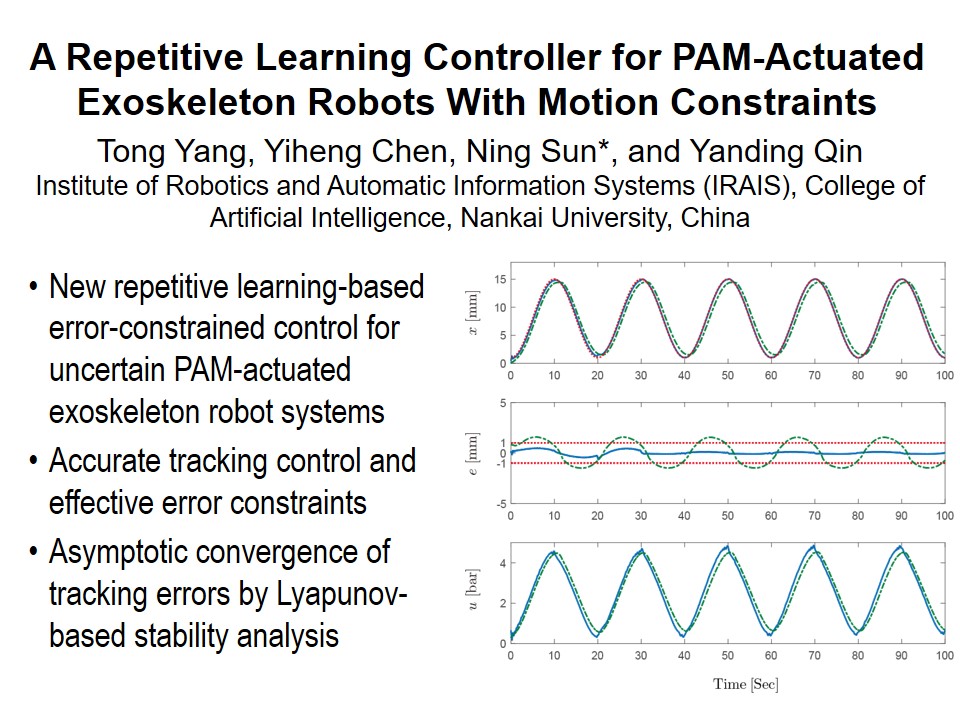 A Repetitive Learning Controller for PAM-Actuated
Exoskeleton Robots With Motion Constraints
Tong Yang, Yiheng Chen, Ning Sun*, and Yanding Qin
Institute of Robotics and Automatic Information Systems (IRAIS), College of
Artificial Intelligence, Nankai University, China
• New repetitive learning-based
error-constrained control for
uncertain PAM-actuated
exoskeleton robot systems
• Accurate tracking control and
effective error constraints
• Asymptotic convergence of
tracking errors by Lyapunov-
based stability analysis
x [mm]
15
10
5
0
0 10 20 30 40 50 60 70 80 90 100
e [mm]
5
1
0
-1
-5
0 10 20 30 40 50 60 70 80 90 100
u [bar]
4
2
0
0 10 20 30 40 50 60 70 80 90 100
Time [Sec]